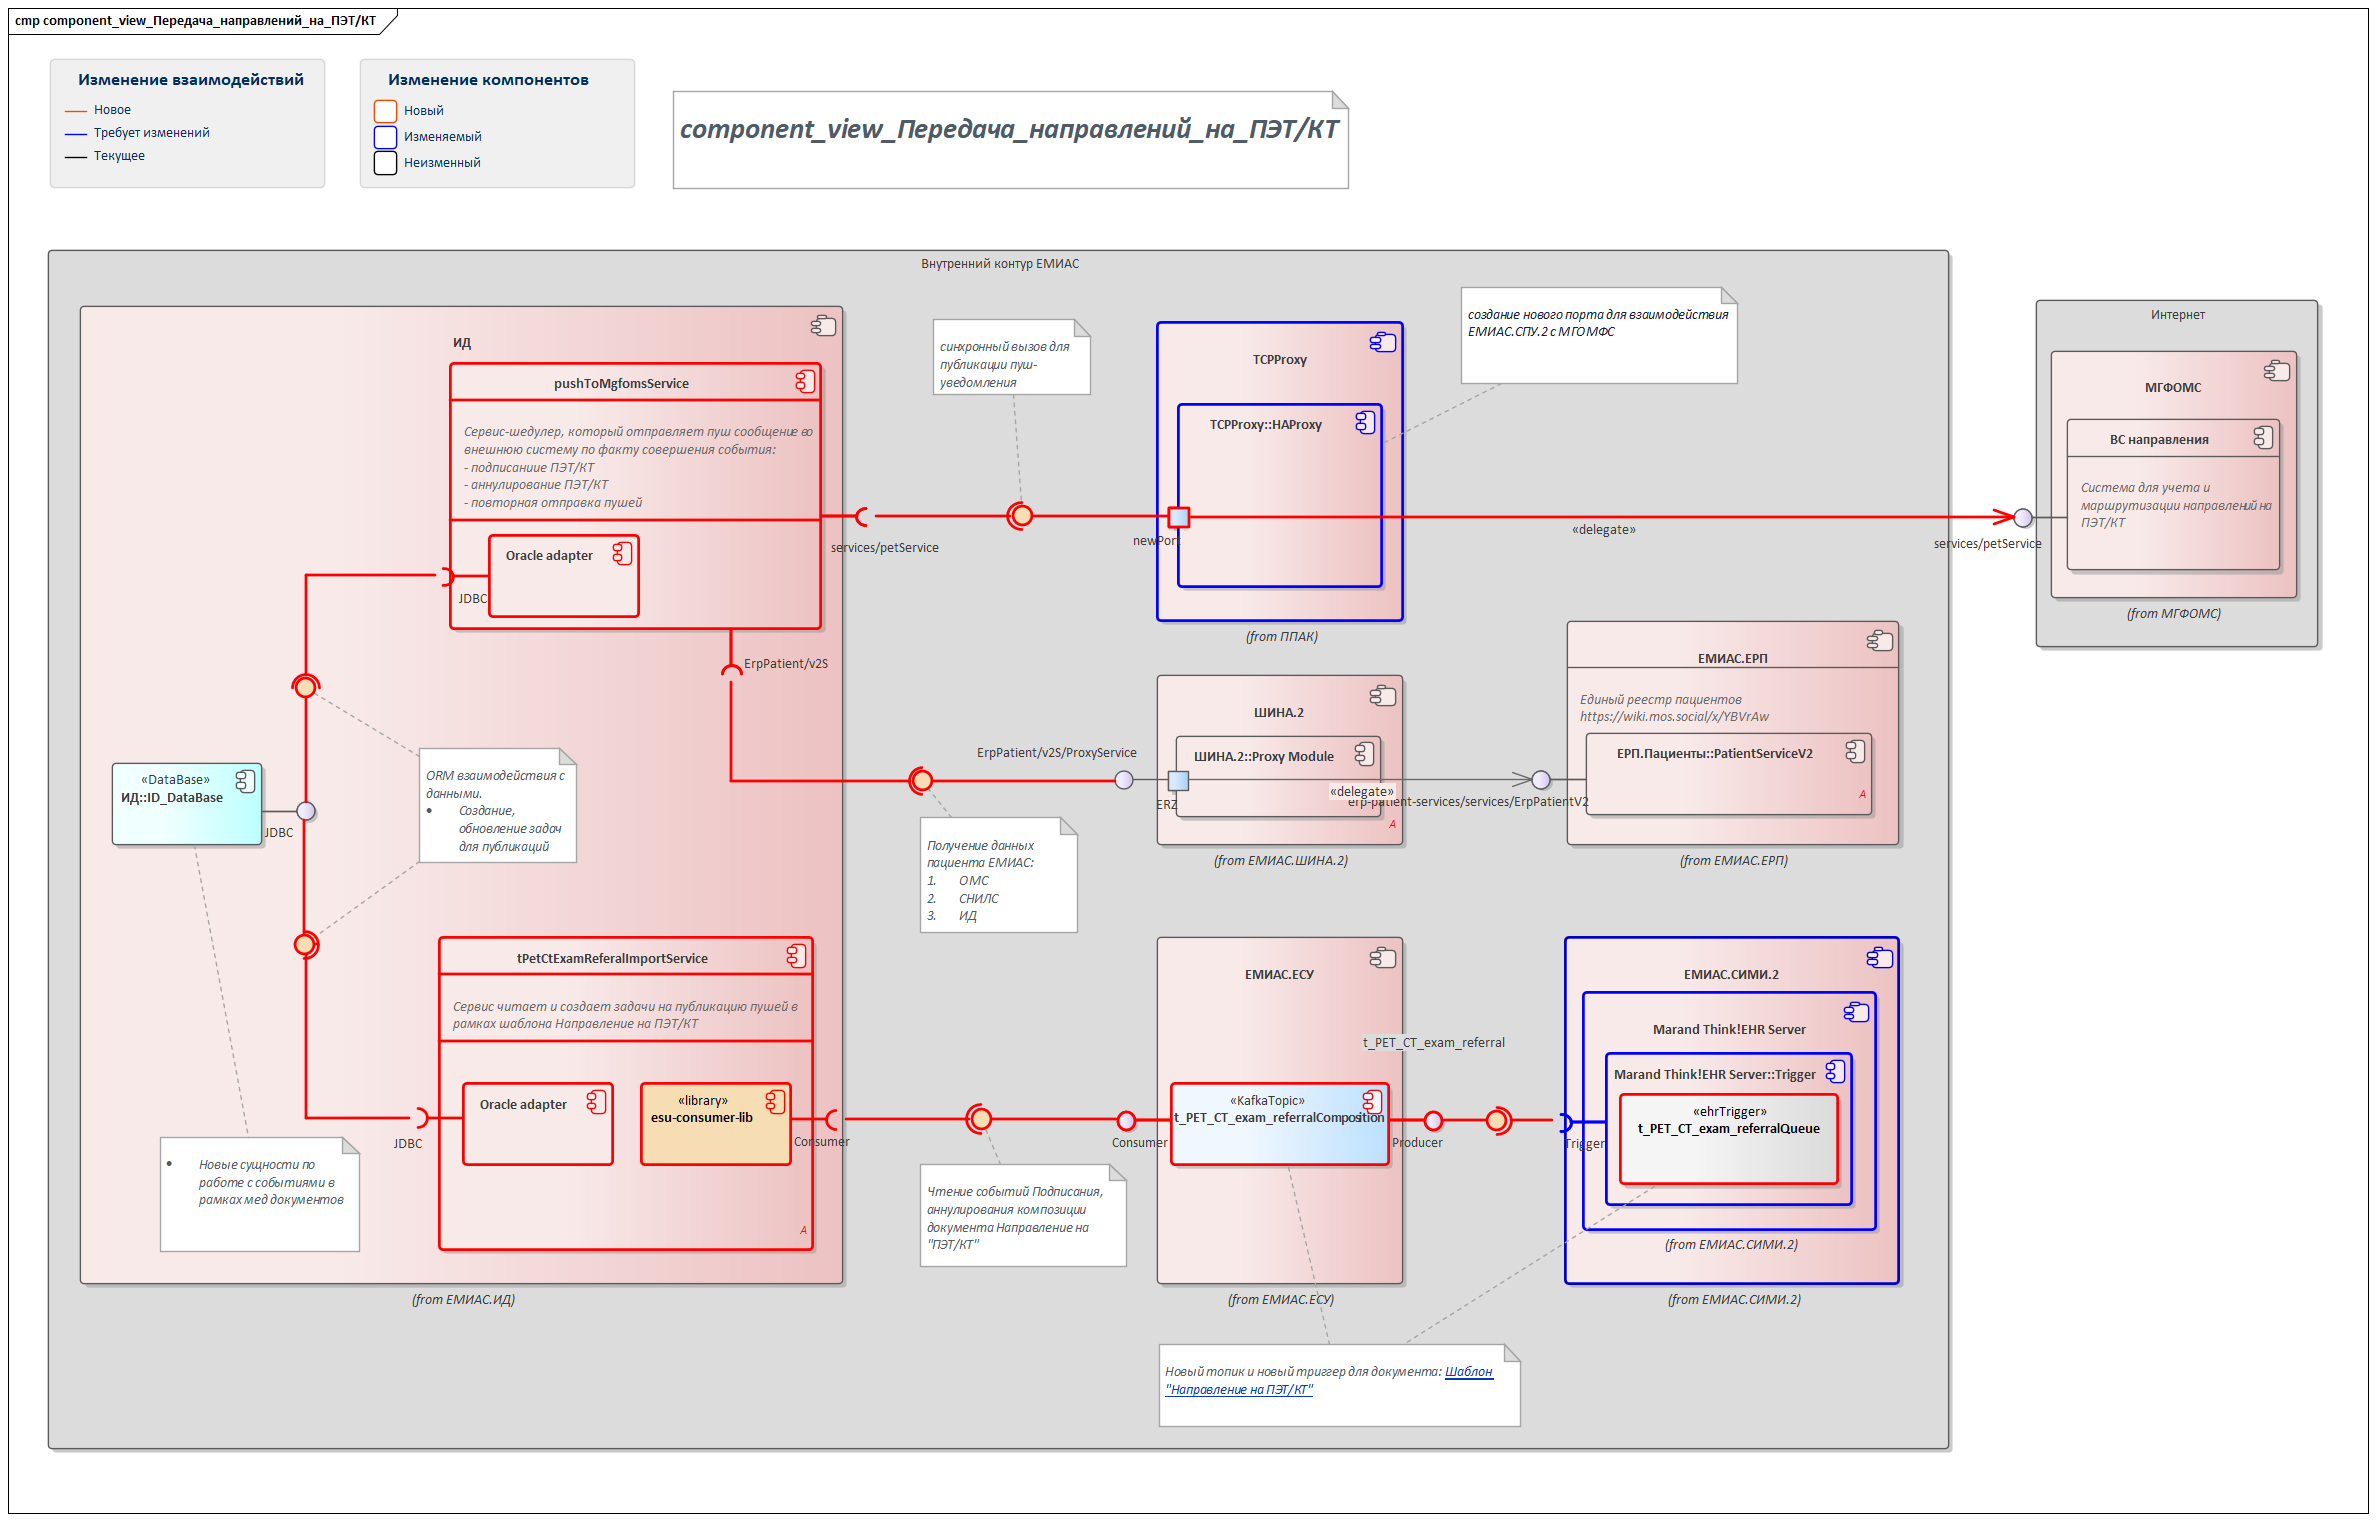 cmp component_view_Передача_направлений_на_ПЭТ/КТ
Изменение взаимодействий
Новое
Требует изменений
Текущее
Изменение компонентов
Новый
Изменяемый
Неизменный
component_view_Передача_направлений_на_ПЭТ/КТ
Внутренний контур ЕМИАС
ИД
pushToMgfomsService
Сервис-шедулер, который отправляет пуш сообщение во
внешнюю систему по факту совершения события:
- подписаниие ПЭТ/КТ
- аннулирование ПЭТ/КТ
- повторная отправка пушей
Oracle adapter
JDBC
services/petService
ErpPatient/v2S
синхронный вызов для
публикации пуш-
уведомления
TCPProxy
TCPProxy::HAProxy
newPort
(from ППАК)
создание нового порта для взаимодействия
ЕМИАС.СПУ.2 с МГОМФС
«delegate»
services/petService
Интернет
МГФОМС
ВС направления
Система для учета и
маршрутизации направлений на
ПЭТ/КТ
(from МГФОМС)
«DataBase»
ИД::ID_DataBase
JDBC
ORM взаимодействия с
данными.
• Создание,
обновление задач
для публикаций
ErpPatient/v2S/ProxyService
Получение данных
пациента ЕМИАС:
1. ОМС
2. СНИЛС
3. ИД
ШИНА.2
ШИНА.2::Proxy Module
ERZ
«delegate»
erp-patient-services/services/ErpPatientV2
A
(from ЕМИАС.ШИНА.2)
ЕМИАС.ЕРП
Единый реестр пациентов
https://wiki.mos.social/x/YBVrAw
ЕРП.Пациенты::PatientServiceV2
A
(from ЕМИАС.ЕРП)
tPetCtExamReferalImportService
Сервис читает и создает задачи на публикацию пушей в
рамках шаблона Направление на ПЭТ/КТ
Oracle adapter
«library»
esu-consumer-lib
JDBC
Consumer
A
• Новые сущности по
работе с событиями в
рамках мед документов
(from ЕМИАС.ИД)
Чтение событий Подписания,
аннулирования композиции
документа Направление на
"ПЭТ/КТ"
ЕМИАС.ЕСУ
t_PET_CT_exam_referral
«KafkaTopic»
t_PET_CT_exam_referralComposition
Consumer
Producer
(from ЕМИАС.ЕСУ)
ЕМИАС.СИМИ.2
Marand Think!EHR Server
Marand Think!EHR Server::Trigger
«ehrTrigger»
t_PET_CT_exam_referralQueue
Trigger
(from ЕМИАС.СИМИ.2)
(from ЕМИАС.СИМИ.2)
Новый топик и новый триггер для документа: Шаблон
"Направление на ПЭТ/КТ"